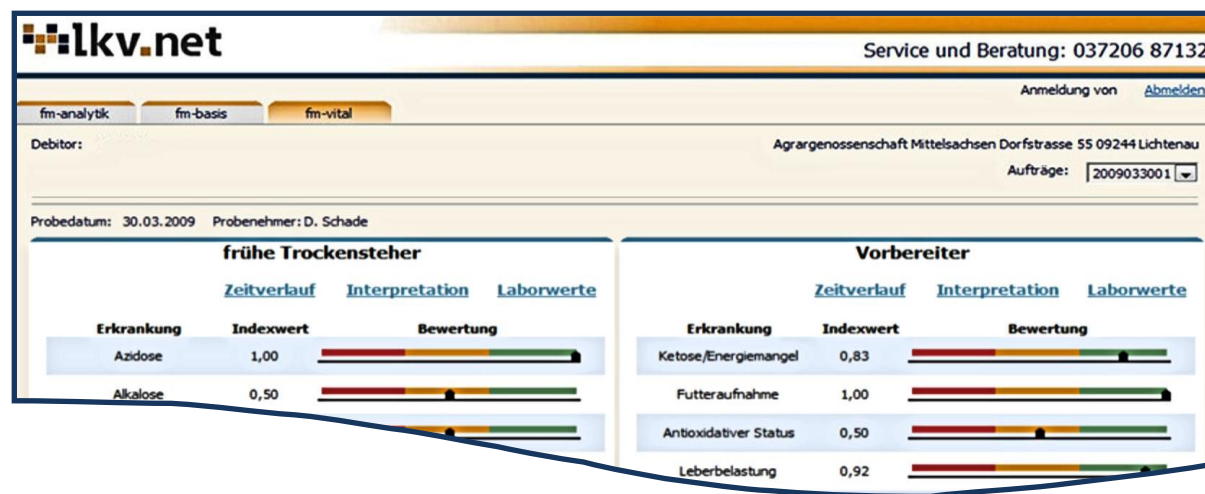 lkv.net
Service und Beratung: 037206 87132
Anmeldung von Abmelden
fm-analytik fm-basis fm-vital
Debitor:
Agrargenossenschaft Mittelsachsen Dorfstrasse 55 09244 Lichtenau
Aufträge: 2009033001
Probedatum: 30.03.2009 Probenehmer: D. Schade
frühe Trockensteher
Zeitverlauf Interpretation Laborwerte
Erkrankung Indexwert Bewertung
Azidose 1,00
Alkalose 0,50
Vorbereiter
Zeitverlauf Interpretation Laborwerte
Erkrankung Indexwert Bewertung
Ketose/Energiemangel 0,83
Futteraufnahme 1,00
Antioxidativer Status 0,50
Leberbelastung 0,92